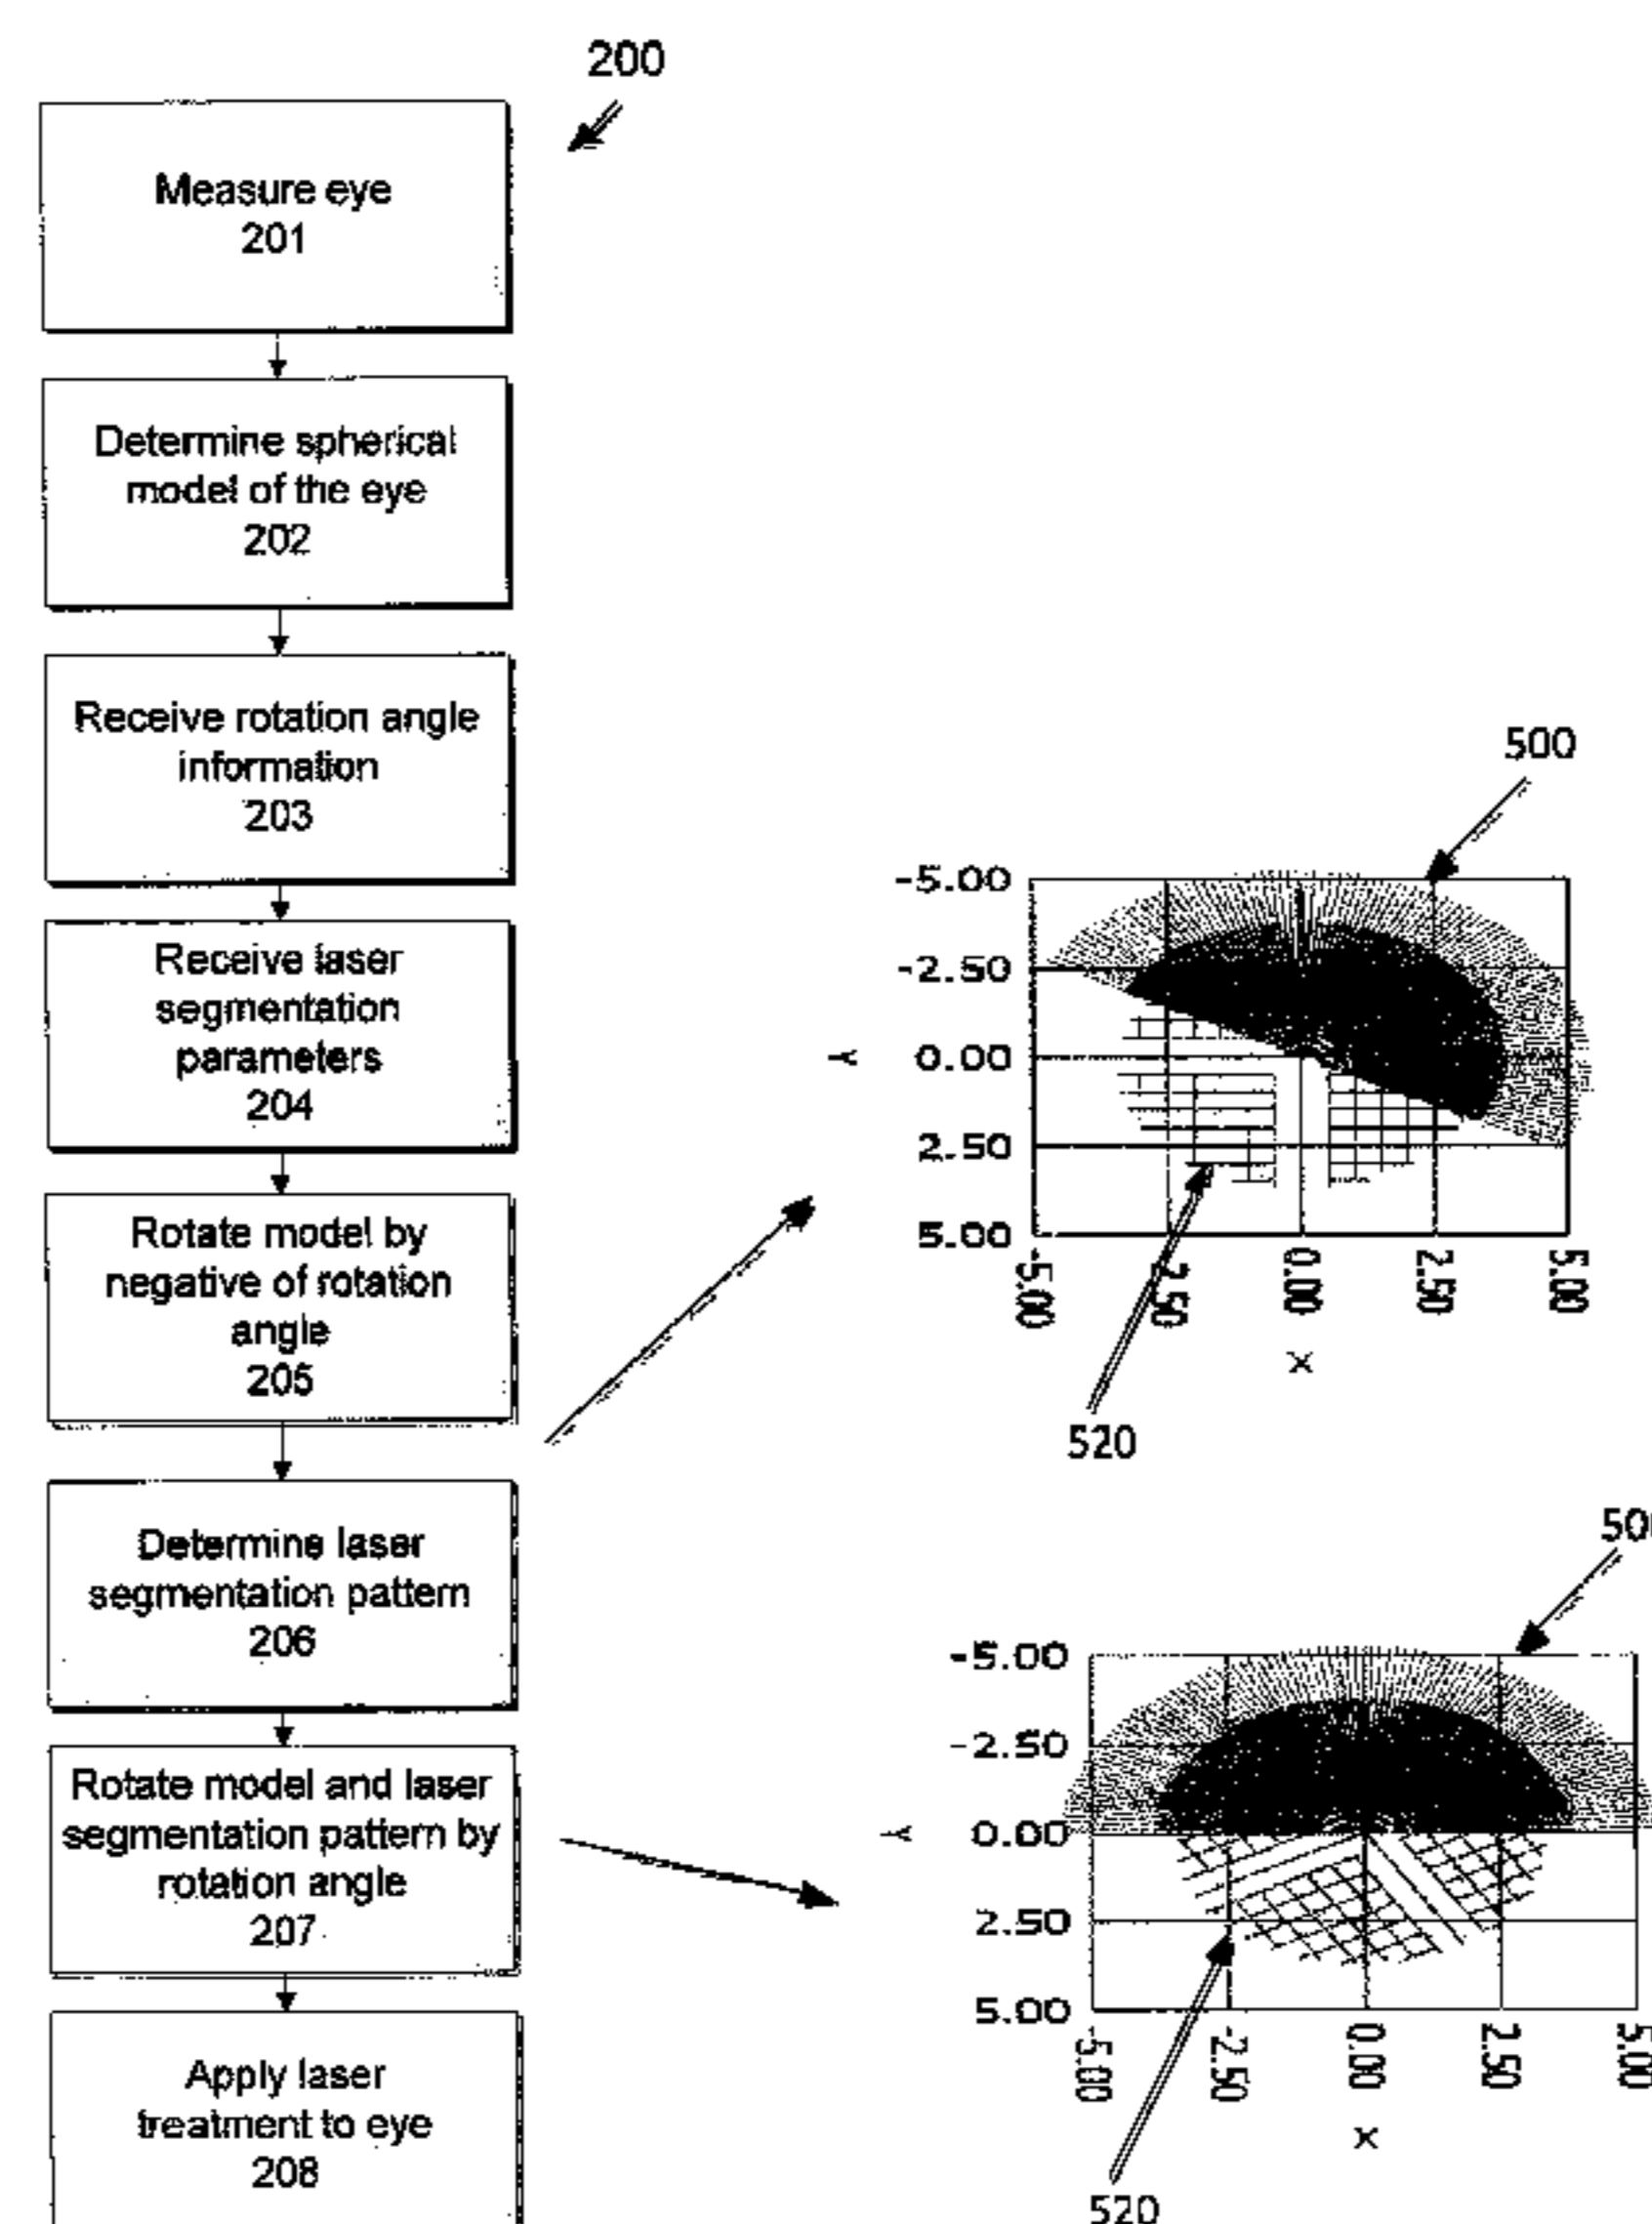 200
Measure eye
201
Determine spherical
model of the eye
202
Receive rotation angle
information
203
Receive laser
segmentation
parameters
204
Rotate model by
negative of rotation
angle
205
Determine laser
segmentation pattern
206
Rotate model and laser
segmentation pattern by
rotation angle
207
Apply laser
treatment to eye
208
500
-5.00
-2.50
0.00
2.50
5.00
Y
-5.00
0.00
2.50
5.00
X
520
-5.00
-2.50
0.00
2.50
5.00
Y
-5.00
-2.50
0.00
2.50
5.00
X
520